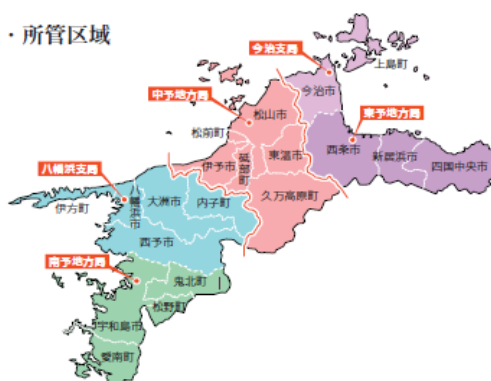 ・所管区域
今治支局
上島町
今治市
中予地方局
松山市
東予地方局
松前町
伊予市
砥部町
東温市
西条市
新居浜市
四国中央市
八幡浜支局
久万高原町
伊方町
八幡浜市
大洲市
内子町
西予市
南予地方局
鬼北町
松野町
宇和島市
愛南町